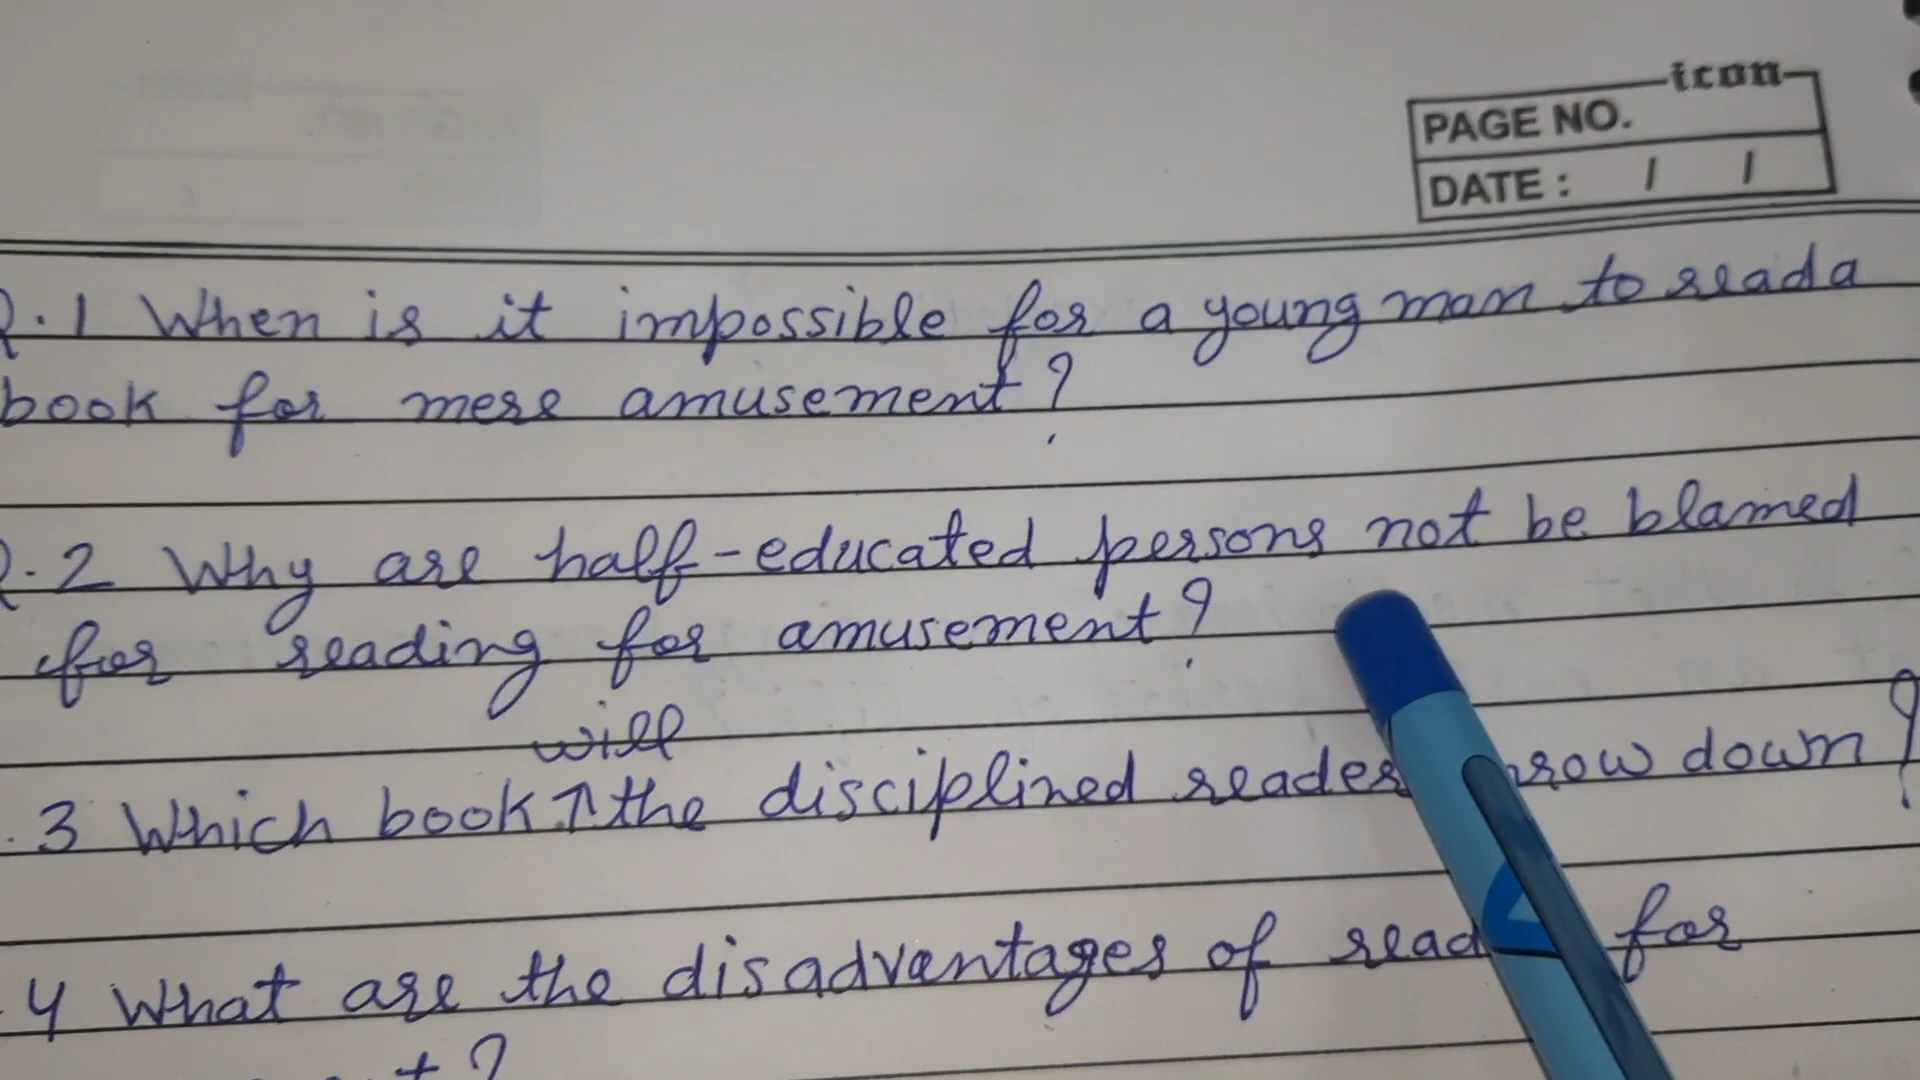 icon
PAGE NO.
DATE : / /
Q.1 When is it impossible for a young man to read a
book for mere amusement?
Q.2 Why are half-educated persons not be blamed
for reading for amusement?
will
.3 Which book ↑ the disciplined reader down?
.4 What are the disadvantages of for